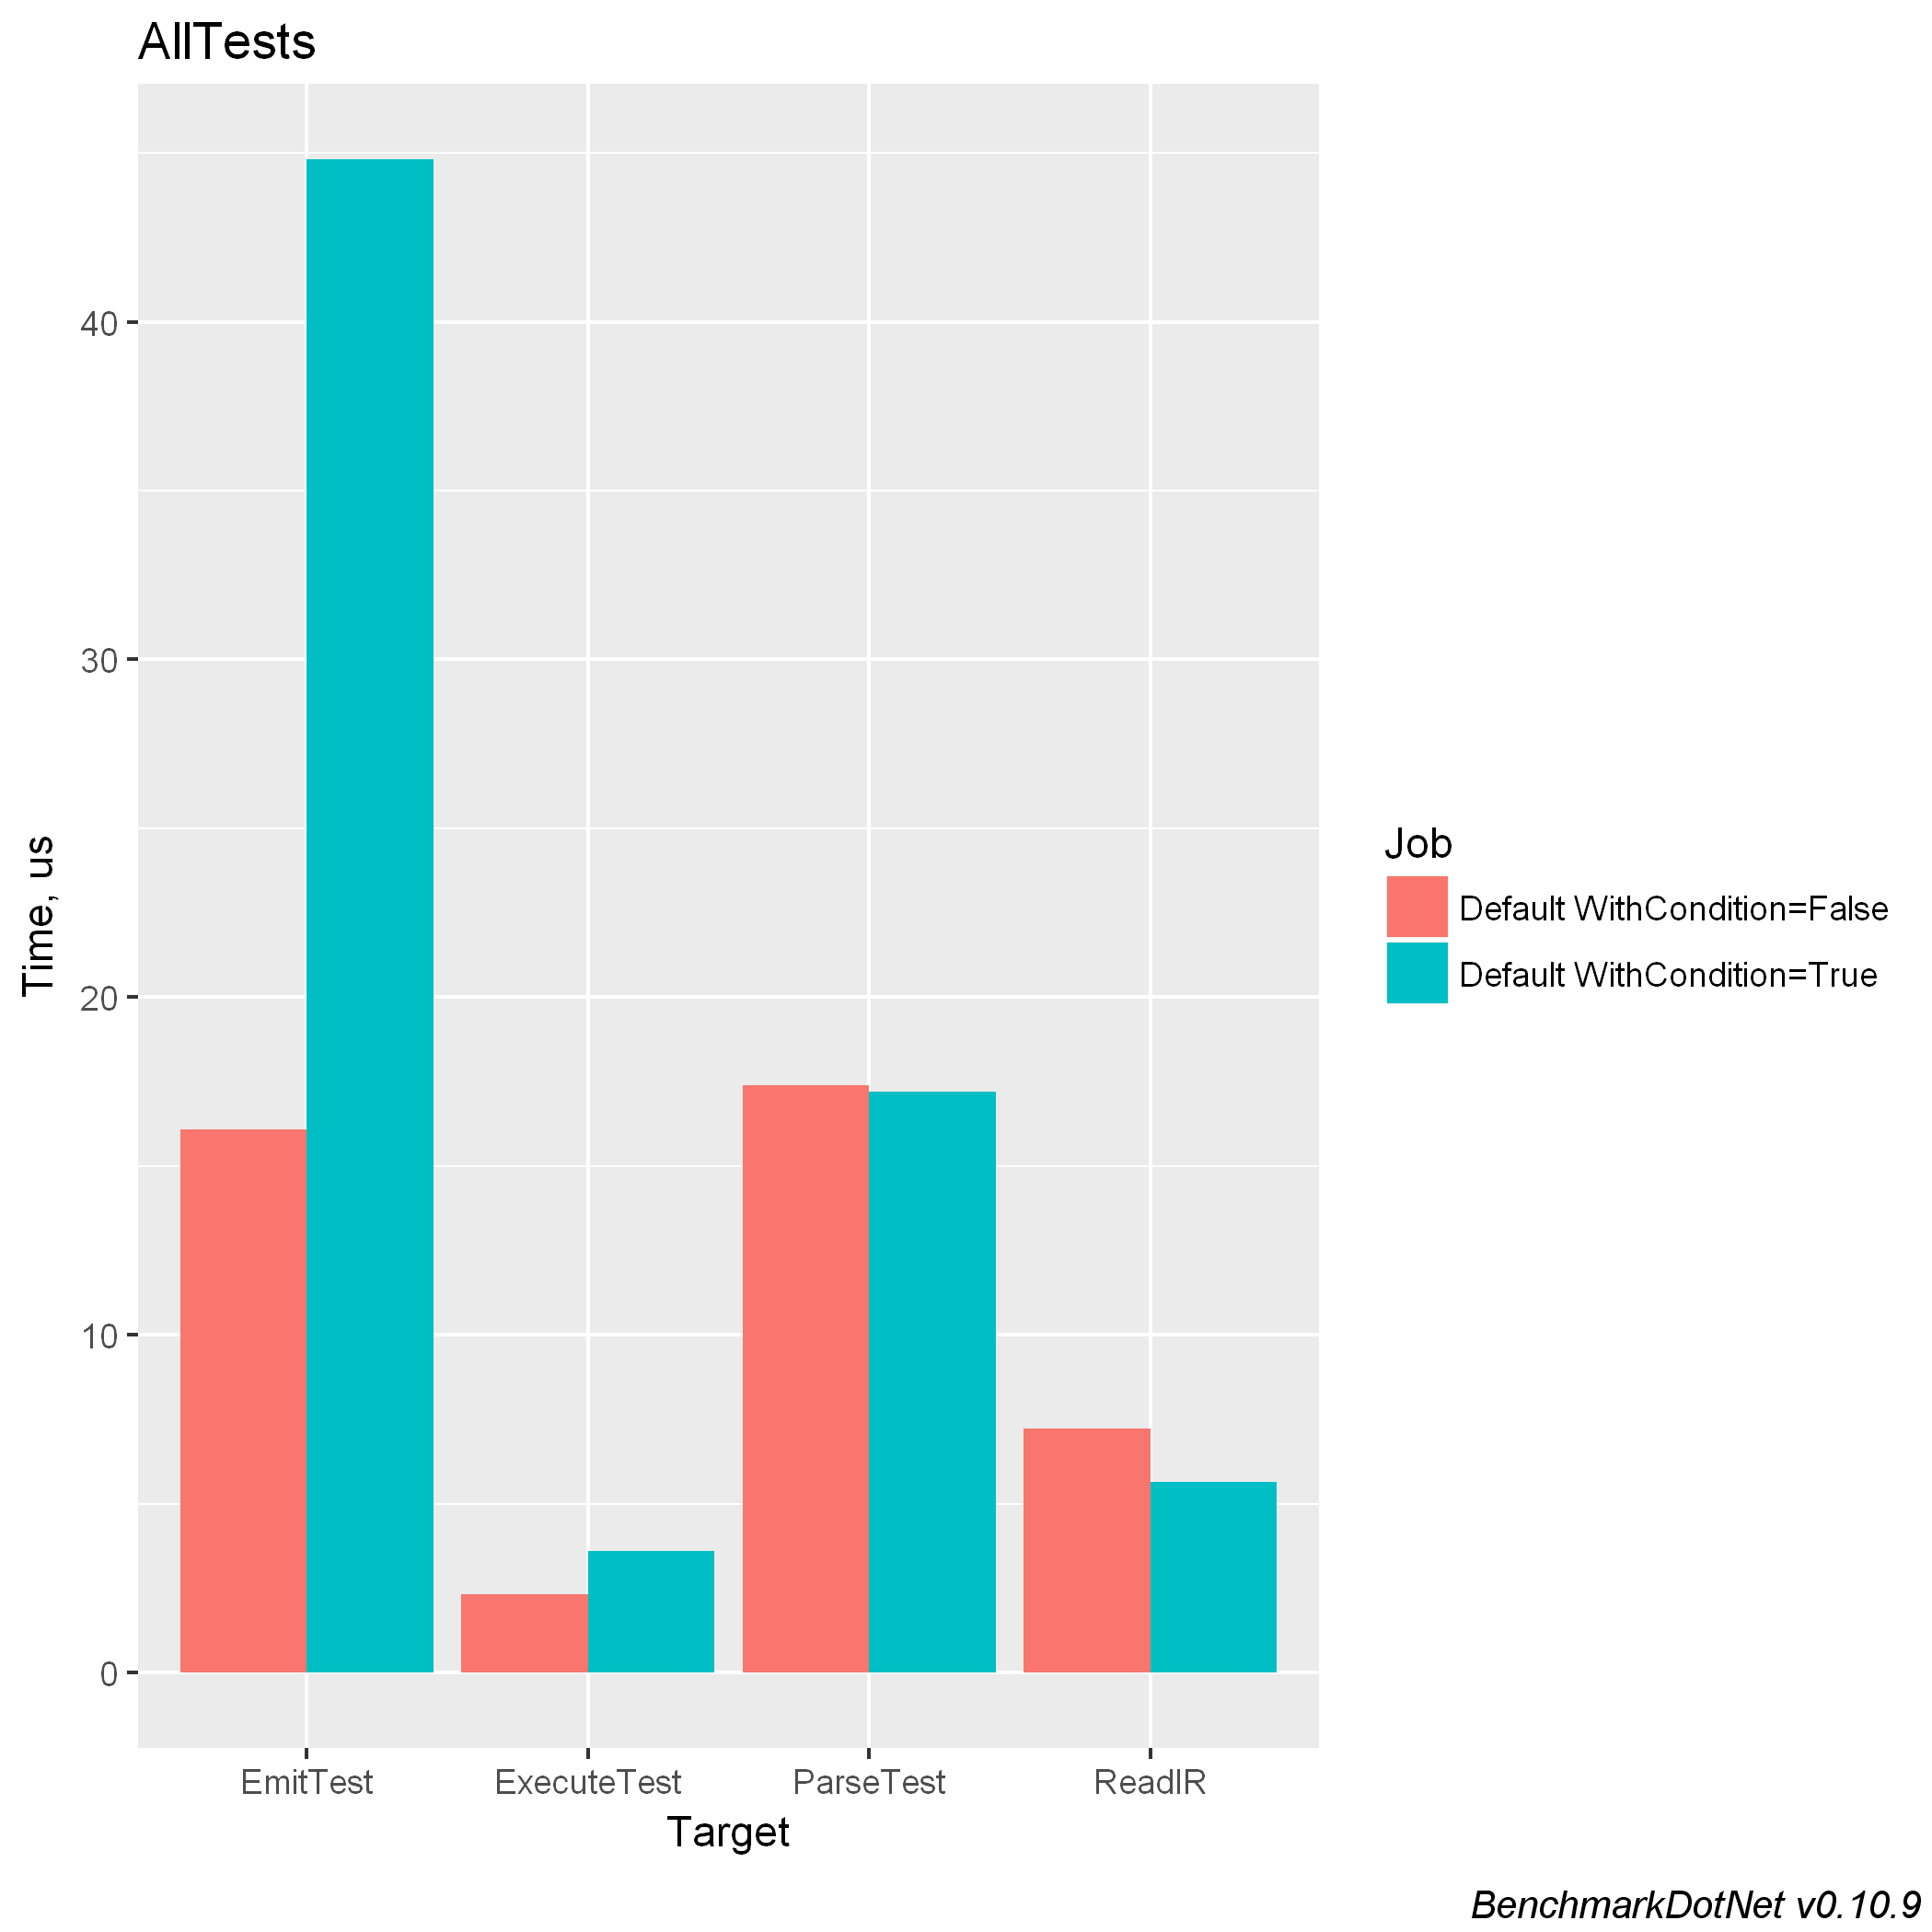 AllTests
Time, us
40
30
20
10
0
EmitTest
ExecuteTest
ParseTest
ReadIR
Target
Job
Default WithCondition=False
Default WithCondition=True
BenchmarkDotNet v0.10.9